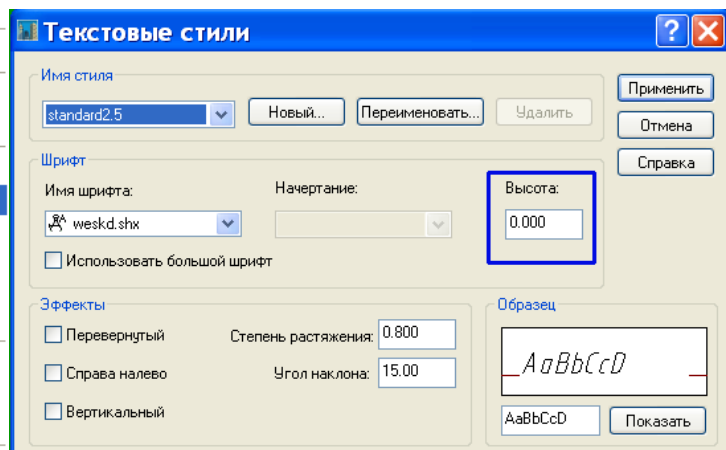 Текстовые стили
Имя стиля
standard2.5
Новый...
Переименовать...
Удалить
Применить
Отмена
Справка
Шрифт
Имя шрифта:
Начертание:
Высота:
weskd.shx
0.000
Использовать большой шрифт
Эффекты
Перевернутый
Степень растяжения: 0.800
Справа налево
Угол наклона: 15.00
Вертикальный
Образец
AaBbCcD
AaBbCcD
Показать